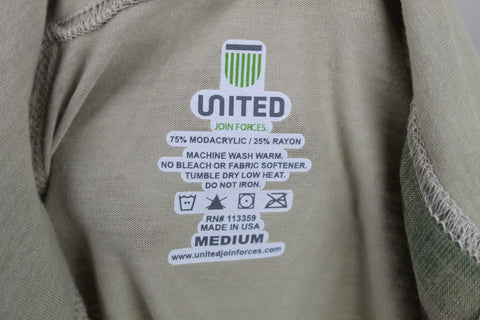 UNITED
JOIN FORCES.
75% MODACRYLIC / 25% RAYON
MACHINE WASH WARM.
NO BLEACH OR FABRIC SOFTENER.
TUMBLE DRY LOW HEAT.
DO NOT IRON.
RN# 113359
MADE IN USA
MEDIUM
www.unitedjoinforces.com